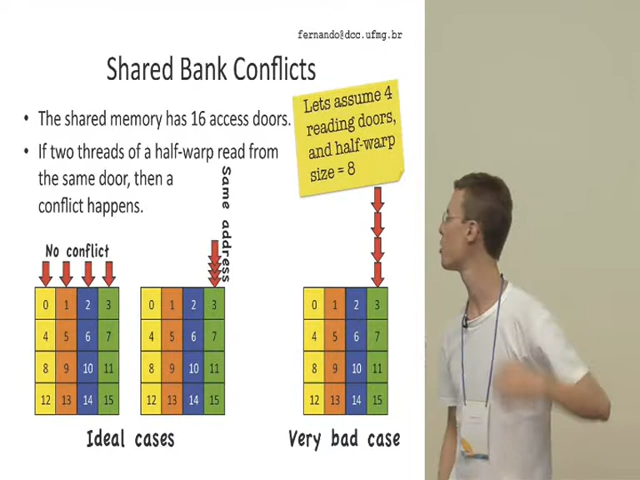 fernando@dcc.ufmg.br
Shared Bank Conflicts
• The shared memory has 16 access doors.
• If two threads of a half-warp read from
the same door, then a
conflict happens.
Lets assume 4
reading doors,
and half-warp
size = 8
Same address
No conflict
0 1 2 3
4 5 6 7
8 9 10 11
12 13 14 15
0 1 2 3
4 5 6 7
8 9 10 11
12 13 14 15
0 1 2 3
4 5 6 7
8 9 10 11
12 13 14 15
Ideal cases
Very bad case